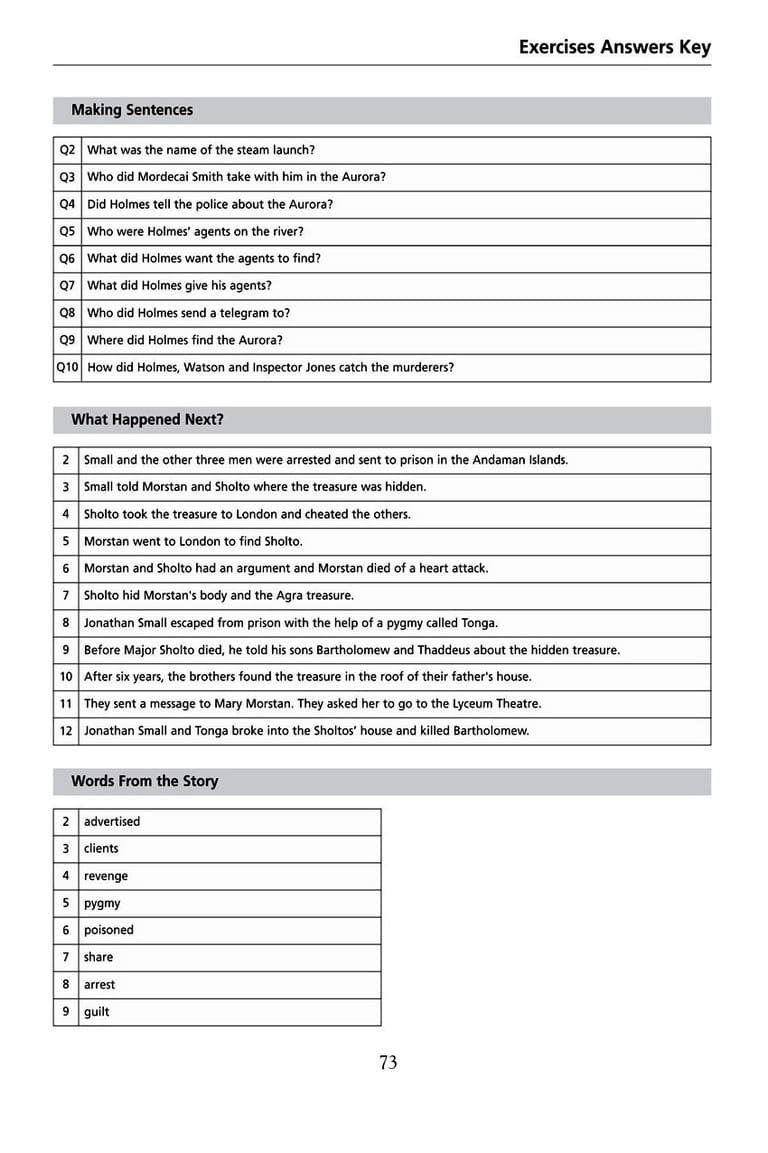 Exercises Answers Key
Making Sentences
Q2 What was the name of the steam launch?
Q3 Who did Mordecai Smith take with him in the Aurora?
Q4 Did Holmes tell the police about the Aurora?
Q5 Who were Holmes’ agents on the river?
Q6 What did Holmes want the agents to find?
Q7 What did Holmes give his agents?
Q8 Who did Holmes send a telegram to?
Q9 Where did Holmes find the Aurora?
Q10 How did Holmes, Watson and Inspector Jones catch the murderers?
What Happened Next?
2 Small and the other three men were arrested and sent to prison in the Andaman Islands.
3 Small told Morstan and Sholto where the treasure was hidden.
4 Sholto took the treasure to London and cheated the others.
5 Morstan went to London to find Sholto.
6 Morstan and Sholto had an argument and Morstan died of a heart attack.
7 Sholto hid Morstan's body and the Agra treasure.
8 Jonathan Small escaped from prison with the help of a pygmy called Tonga.
9 Before Major Sholto died, he told his sons Bartholomew and Thaddeus about the hidden treasure.
10 After six years, the brothers found the treasure in the roof of their father's house.
11 They sent a message to Mary Morstan. They asked her to go to the Lyceum Theatre.
12 Jonathan Small and Tonga broke into the Sholtos’ house and killed Bartholomew.
Words From the Story
2 advertised
3 clients
4 revenge
5 pygmy
6 poisoned
7 share
8 arrest
9 guilt
73